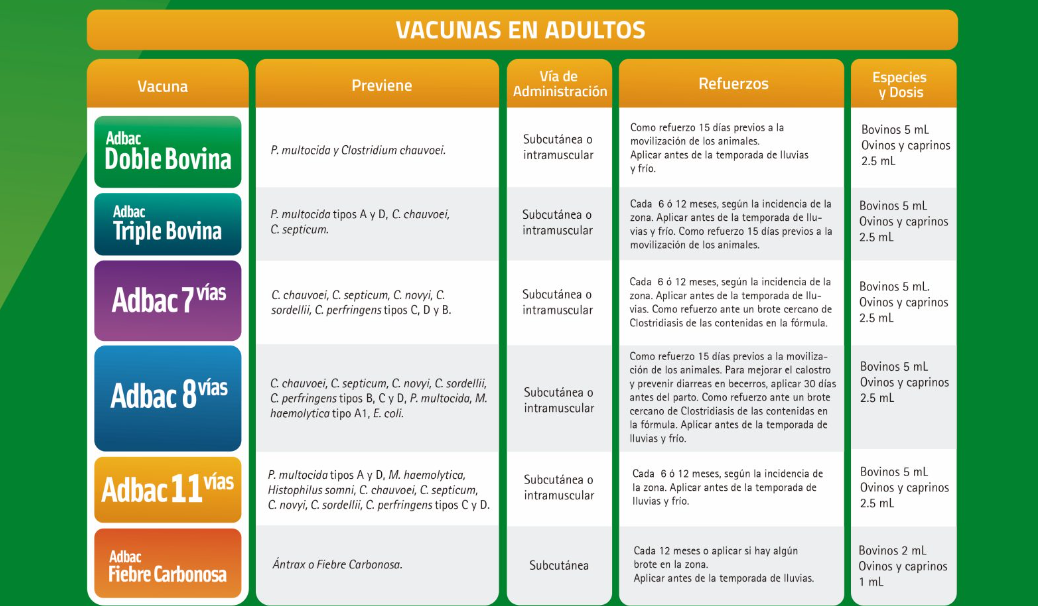 VACUNAS EN ADULTOS
Vacuna
Previene
Vía de
Administración
Refuerzos
Especies
y Dosis
Adbac
Doble Bovina
P. multocida y Clostridium chauvoei.
Subcutánea o
intramuscular
Como refuerzo 15 días previos a la
movilización de los animales.
Aplicar antes de la temporada de lluvias
y frío.
Bovinos 5 mL
Ovinos y caprinos
2.5 mL
Adbac
Triple Bovina
P. multocida tipos A y D, C. chauvoei,
C. septicum.
Subcutánea o
intramuscular
Cada 6 ó 12 meses, según la incidencia de la
zona. Aplicar antes de la temporada de llu-
vias y frío. Como refuerzo 15 días previos a la
movilización de los animales.
Bovinos 5 mL
Ovinos y caprinos
2.5 mL
Adbac 7 vías
C. chauvoei, C. septicum, C. novyi, C.
sordellii, C. perfringens tipos C, D y B.
Subcutánea o
intramuscular
Cada 6 ó 12 meses, según la incidencia de la
zona. Aplicar antes de la temporada de llu-
vias. Como refuerzo ante un brote cercano de
Clostridiasis de las contenidas en la fórmula.
Bovinos 5 mL.
Ovinos y caprinos
2.5 mL
Adbac 8 vías
C. chauvoei, C. septicum, C. novyi, C. sordellii,
C. perfringens tipos B, C y D, P. multocida, M.
haemolytica tipo A1, E. coli.
Subcutánea o
intramuscular
Como refuerzo 15 días previos a la moviliza-
ción de los animales. Para mejorar el calostro
y prevenir diarreas en becerros, aplicar 30 días
antes del parto. Como refuerzo ante un brote
cercano de Clostridiasis de las contenidas en
la fórmula. Aplicar antes de la temporada de
lluvias y frío.
Bovinos 5 mL
Ovinos y caprinos
2.5 mL
Adbac 11 vías
P. multocida tipos A y D, M. haemolytica,
Histophilus somni, C. chauvoei, C. septicum,
C. novyi, C. sordellii, C. perfringens tipos C y D.
Subcutánea o
intramuscular
Cada 6 ó 12 meses, según la incidencia de
la zona. Aplicar antes de la temporada de
lluvias y frío.
Bovinos 5 mL
Ovinos y caprinos
2.5 mL
Adbac
Fiebre Carbonosa
Ántrax o Fiebre Carbonosa.
Subcutánea
Cada 12 meses o aplicar si hay algún
brote en la zona.
Aplicar antes de la temporada de lluvias.
Bovinos 2 mL
Ovinos y caprinos
1 mL